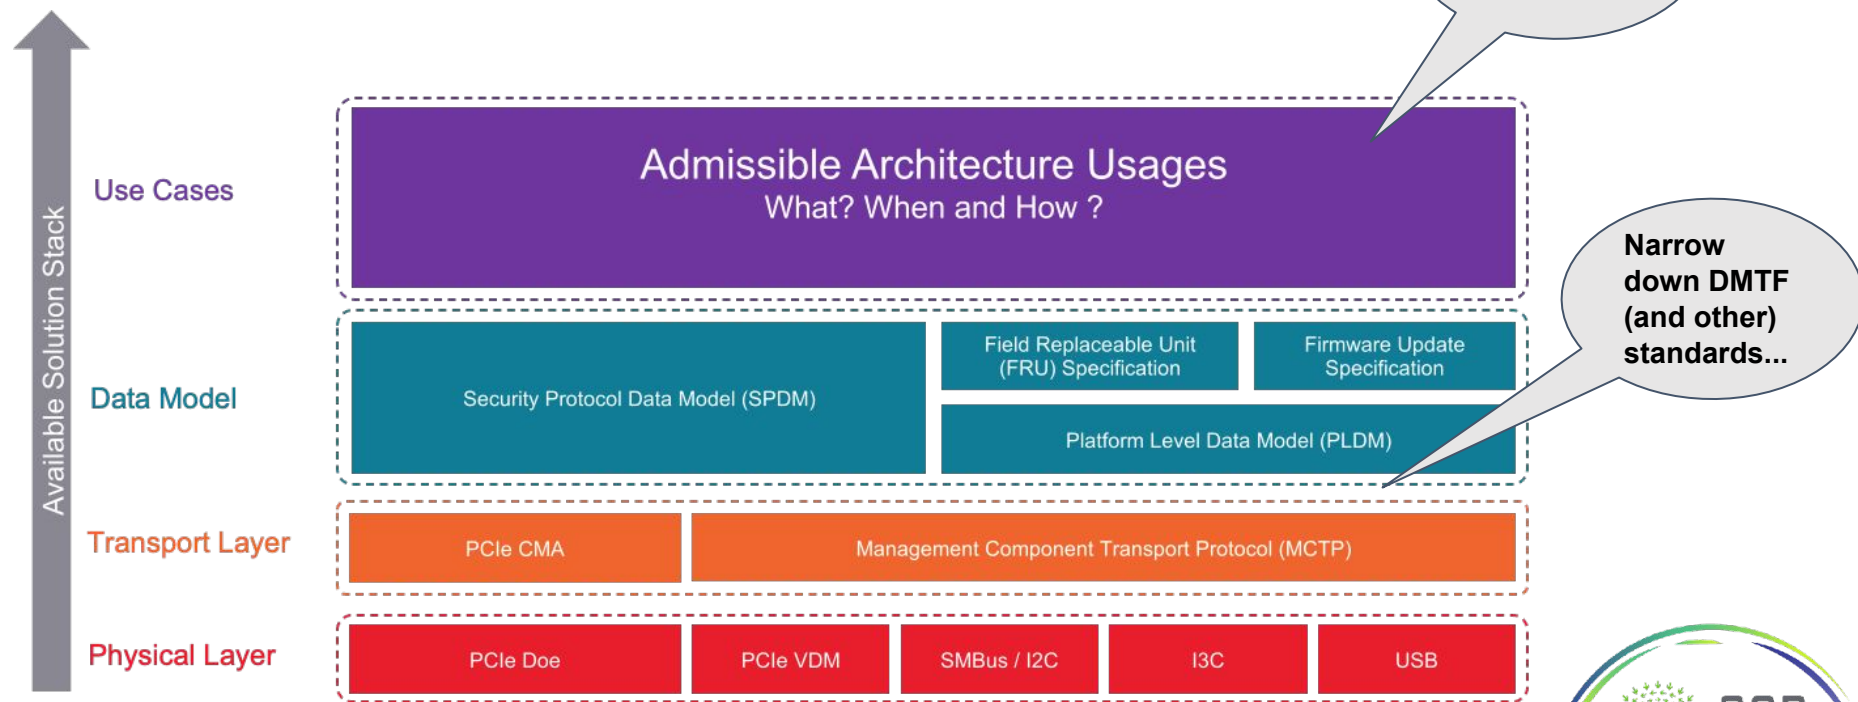 Available Solution Stack
Use Cases
Admissible Architecture Usages
What? When and How ?
Narrow
down DMTF
(and other)
standards...
Data Model
Security Protocol Data Model (SPDM)
Field Replaceable Unit
(FRU) Specification
Firmware Update
Specification
Platform Level Data Model (PLDM)
Transport Layer
PCIe CMA
Management Component Transport Protocol (MCTP)
Physical Layer
PCIe Doe
PCIe VDM
SMBus / I2C
I3C
USB